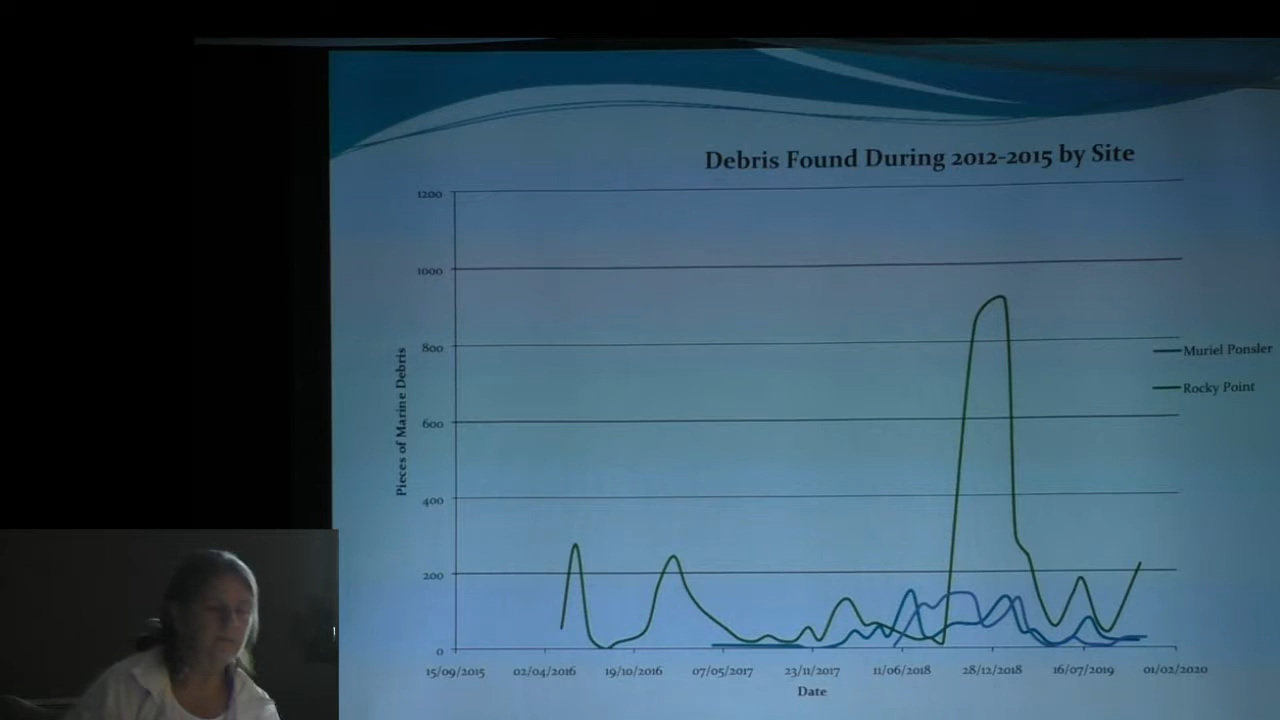 Debris Found During 2012-2015 by Site
1200
1000
800
600
400
200
0
Pieces of Marine Debris
15/09/2015 02/04/2016 19/10/2016 07/05/2017 23/11/2017 11/06/2018 28/12/2018 16/07/2019 01/02/2020
Date
Muriel Ponsler
Rocky Point